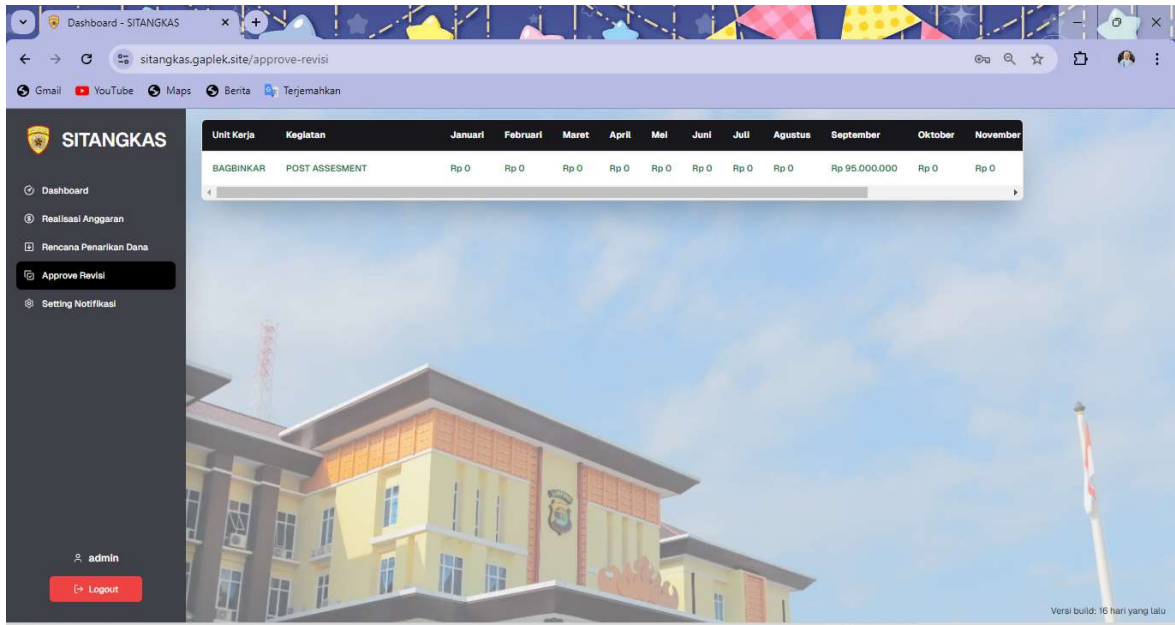 Dashboard - SITANGKAS
sitangkas.gaplek.site/approve-revisi
Gmail YouTube Maps Berita Terjemahkan
SITANGKAS
Dashboard
Realisasi Anggaran
Rencana Penarikan Dana
Approve Revisi
Setting Notifikasi
admin
Logout
Unit Kerja Kegiatan Januari Februari Maret April Mei Juni Juli Agustus September Oktober November
BAGBINKAR POST ASSESMENT Rp 0 Rp 0 Rp 0 Rp 0 Rp 0 Rp 0 Rp 0 Rp 0 Rp 95.000.000 Rp 0 Rp 0
Versi build: 16 hari yang lalu